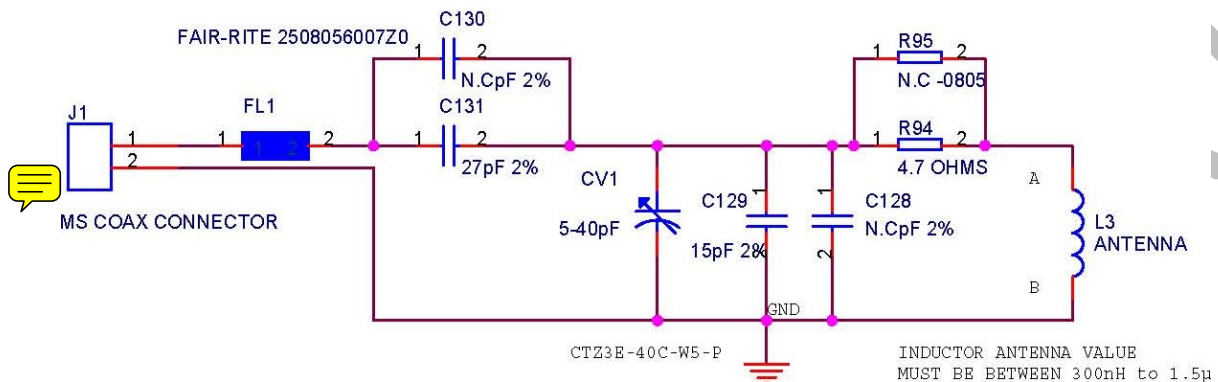 C130
FAIR-RITE 2508056007Z0
1 2
N.CpF 2%
R95
1 2
N.C -0805
J1
FL1
C131
1
2
1 1 2 2
1 2
27pF 2%
R94
1 2
4.7 OHMS
MS COAX CONNECTOR
CV1
5-40pF
C129
1
15pF 2%
2
1
C128
N.CpF 2%
2
A
L3
ANTENNA
B
GND
CTZ3E-40C-W5-P
INDUCTOR ANTENNA VALUE
MUST BE BETWEEN 300nH to 1.5µ